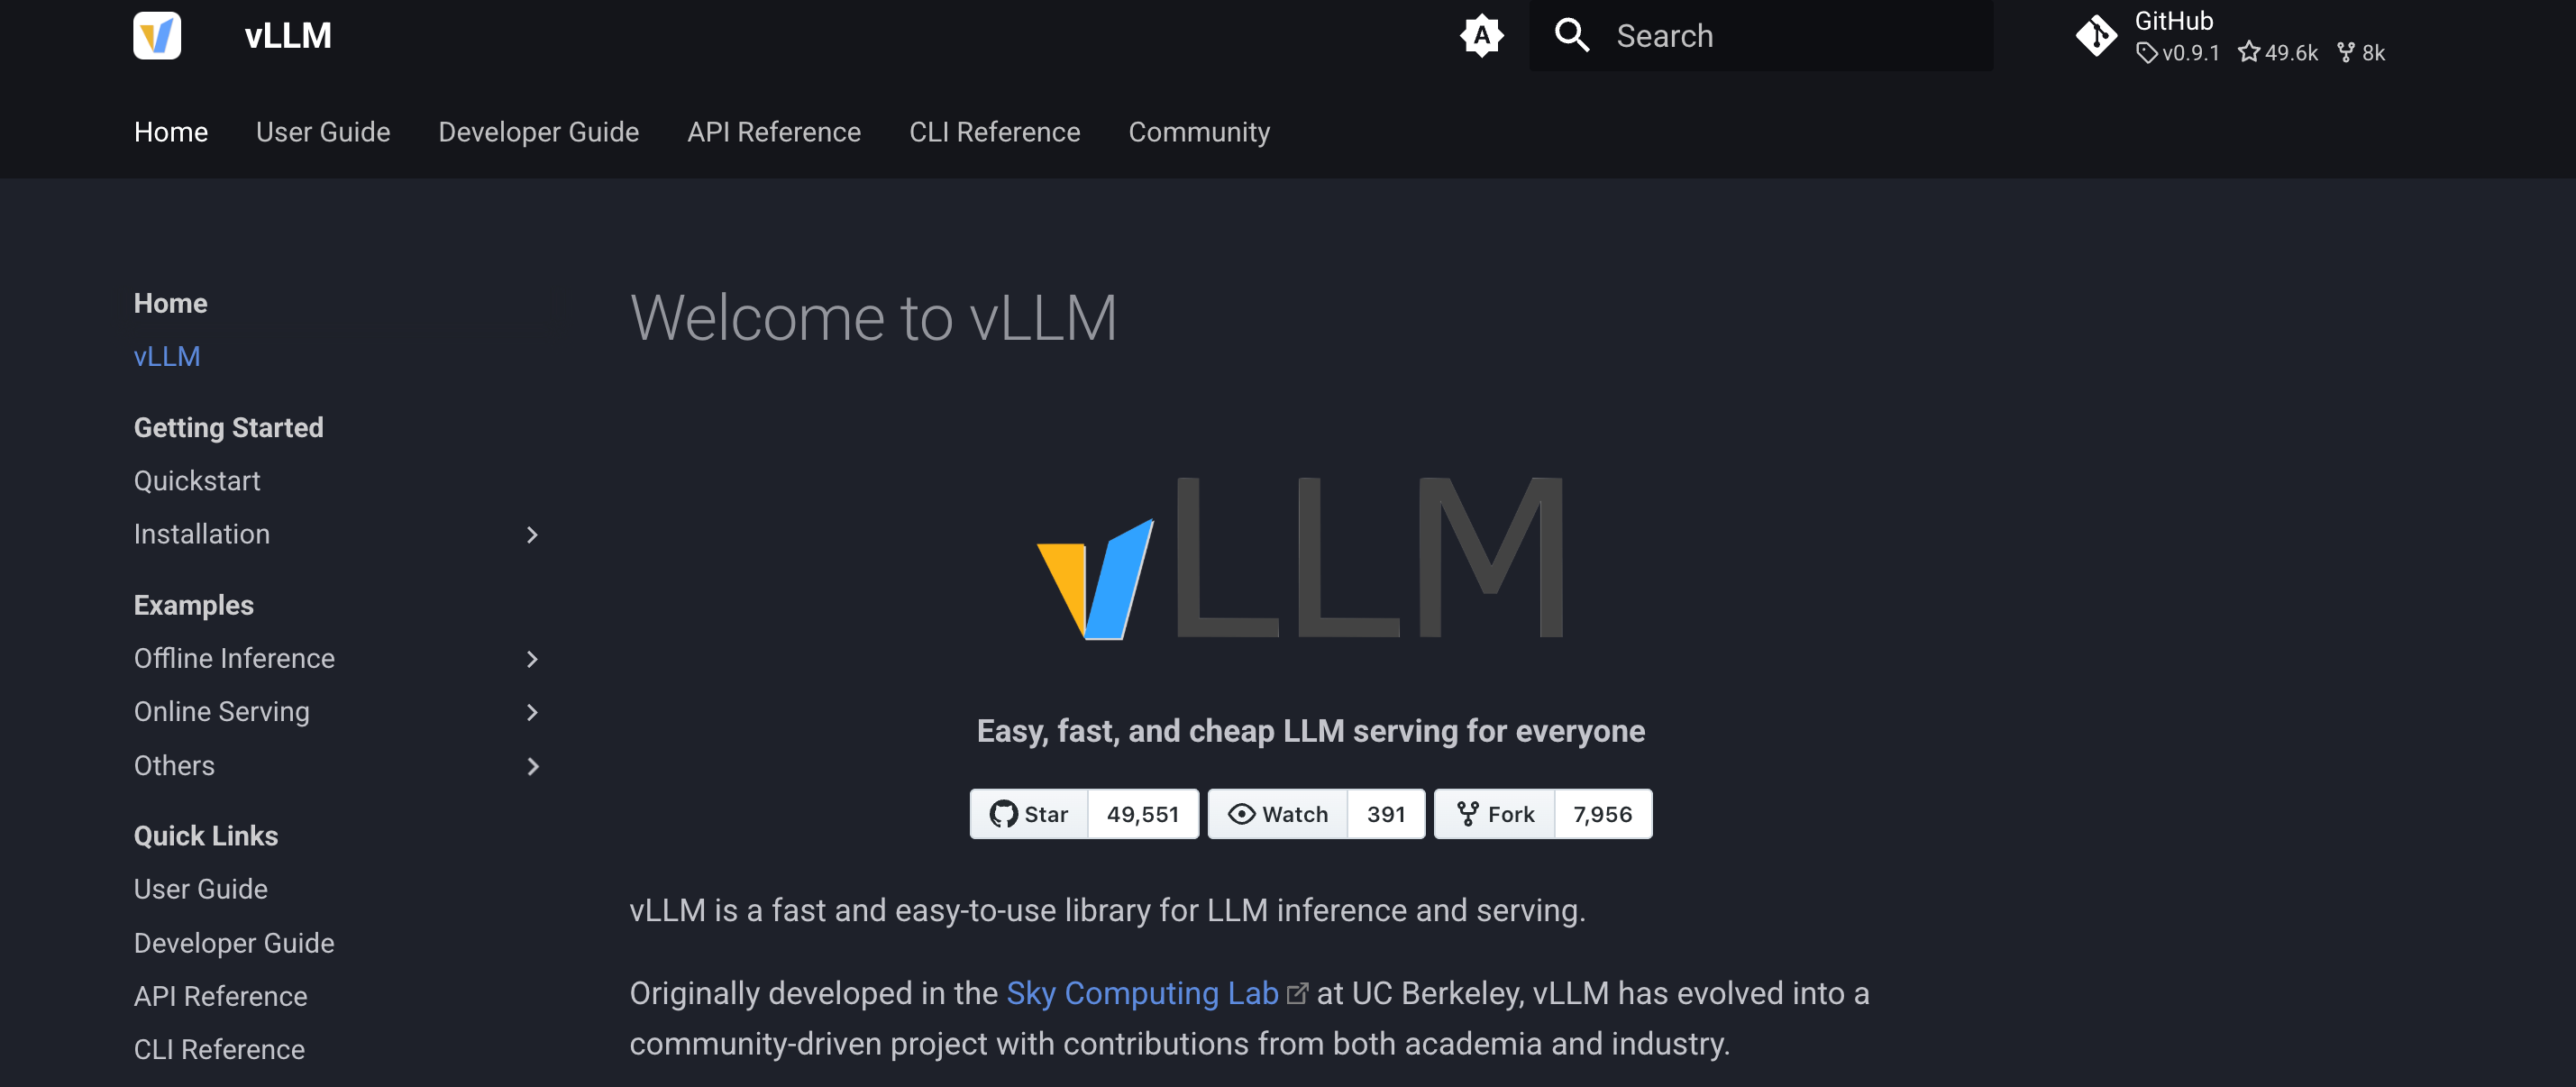 vLLM
A
Search
GitHub
v0.9.1 49.6k 8k
Home User Guide Developer Guide API Reference CLI Reference Community
Home
vLLM
Getting Started
Quickstart
Installation
Examples
Offline Inference
Online Serving
Others
Quick Links
User Guide
Developer Guide
API Reference
CLI Reference
Welcome to vLLM
vLLM
Easy, fast, and cheap LLM serving for everyone
Star 49,551 Watch 391 Fork 7,956
vLLM is a fast and easy-to-use library for LLM inference and serving.
Originally developed in the Sky Computing Lab at UC Berkeley, vLLM has evolved into a
community-driven project with contributions from both academia and industry.